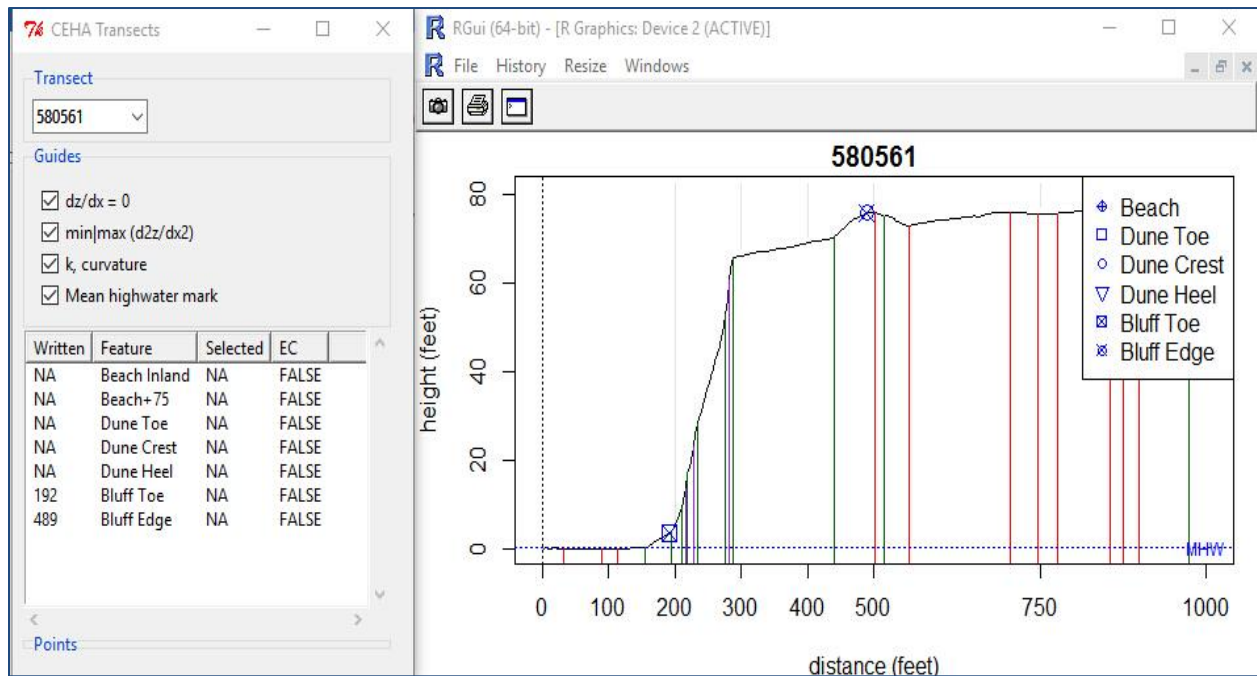 CEHA Transects
Transect
580561
Guides
dz/dx = 0
min|max (d2z/dx2)
k, curvature
Mean highwater mark
Written Feature Selected EC
NA Beach Inland NA FALSE
NA Beach+75 NA FALSE
NA Dune Toe NA FALSE
NA Dune Crest NA FALSE
NA Dune Heel NA FALSE
192 Bluff Toe NA FALSE
489 Bluff Edge NA FALSE
Points
RGui (64-bit) - [R Graphics: Device 2 (ACTIVE)]
File History Resize Windows
580561
height (feet)
80
60
40
20
0
Beach
Dune Toe
Dune Crest
Dune Heel
Bluff Toe
Bluff Edge
MHW
0 100 200 300 400 500 750 1000
distance (feet)